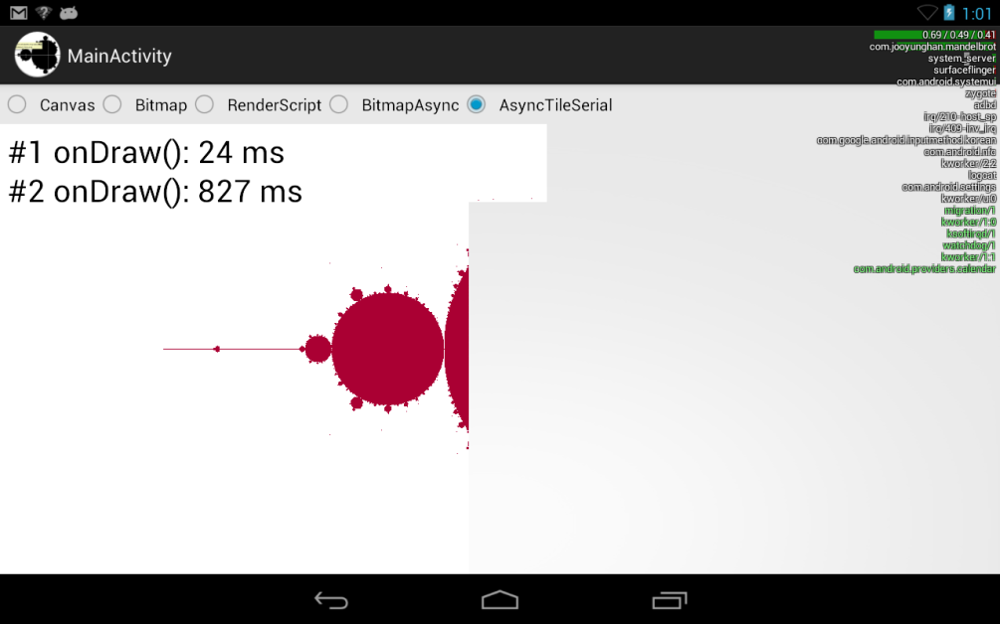 1:01
MainActivity
0.69 / 0.49 / 0.41
com.jooyunghan.mandelbrot
system_server
surfaceflinger
com.android.systemui
zygote
adbd
irq/210-host_sp
irq/409-inv_irq
com.google.android.inputmethod.korean
com.android.nfc
kworker/2:2
logcat
com.android.settings
kworker/u:0
migration/1
kworker/1:0
ksoftirqd/1
watchdog/1
kworker/1:1
com.android.providers.calendar
Canvas Bitmap RenderScript BitmapAsync AsyncTileSerial
#1 onDraw(): 24 ms
#2 onDraw(): 827 ms